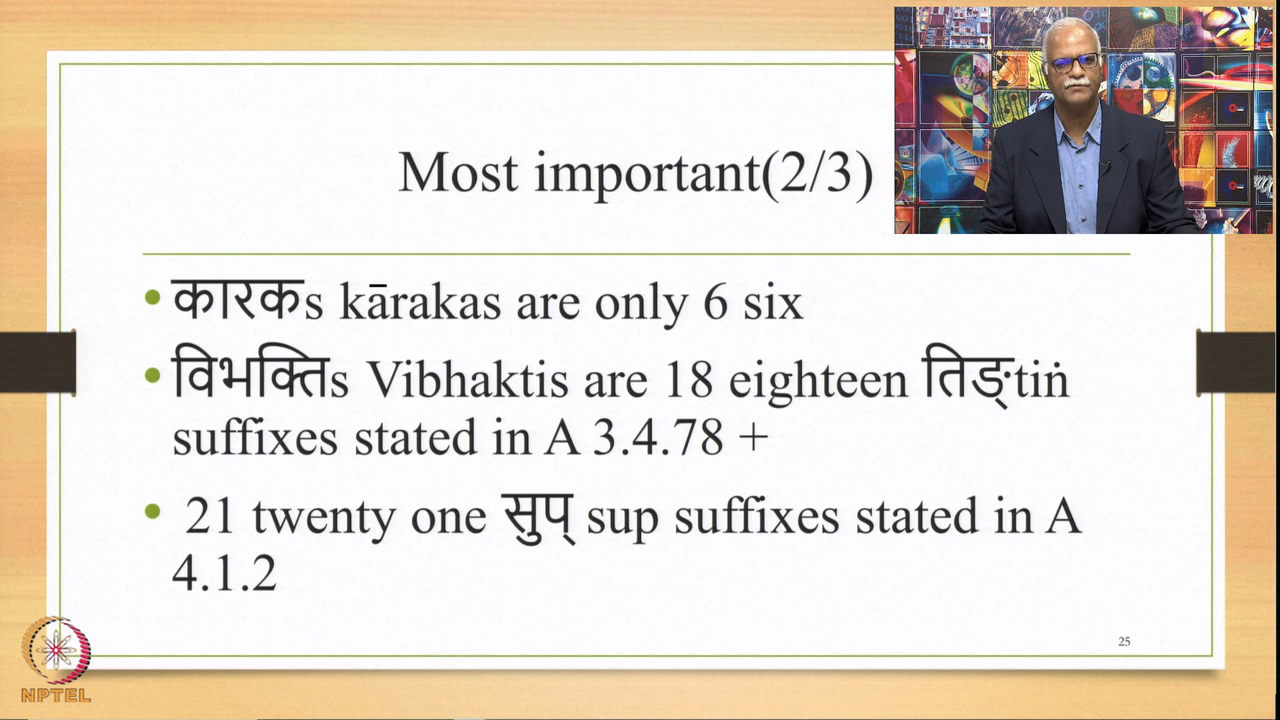 Most important(2/3)
• कारकs kārakas are only 6 six
• विभक्तिs Vibhaktis are 18 eighteen तिङ्tiṅ
suffixes stated in A 3.4.78 +
• 21 twenty one सुप् sup suffixes stated in A
4.1.2
25
NPTEL